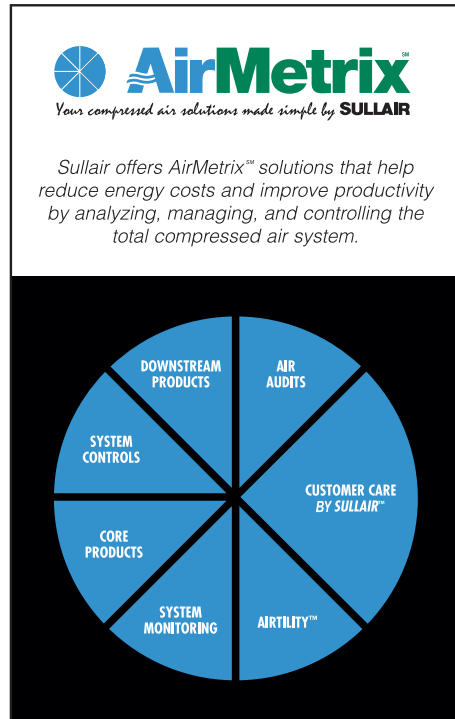 AirMetrix℠
Your compressed air solutions made simple by SULLAIR
Sullair offers AirMetrix℠ solutions that help
reduce energy costs and improve productivity
by analyzing, managing, and controlling the
total compressed air system.
DOWNSTREAM
PRODUCTS
AIR
AUDITS
SYSTEM
CONTROLS
CUSTOMER CARE
BY SULLAIR™
CORE
PRODUCTS
SYSTEM
MONITORING
AIRTILITY™